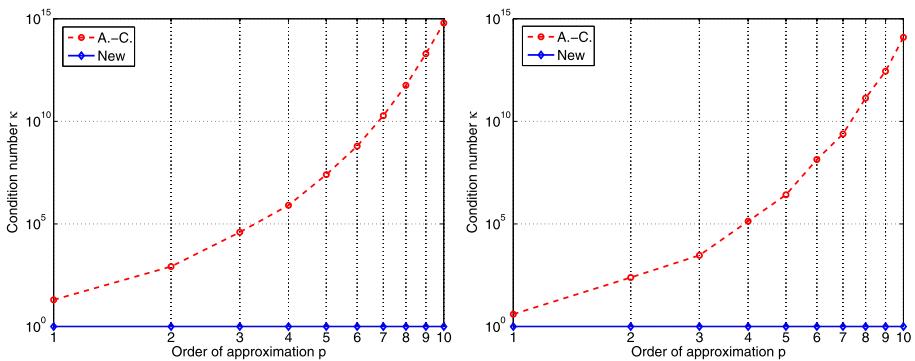 10^15
A.-C.
New
10^10
10^5
10^0
Condition number κ
1 2 3 4 5 6 7 8 9 10
Order of approximation p
10^15
A.-C.
New
10^10
10^5
10^0
Condition number κ
1 2 3 4 5 6 7 8 9 10
Order of approximation p